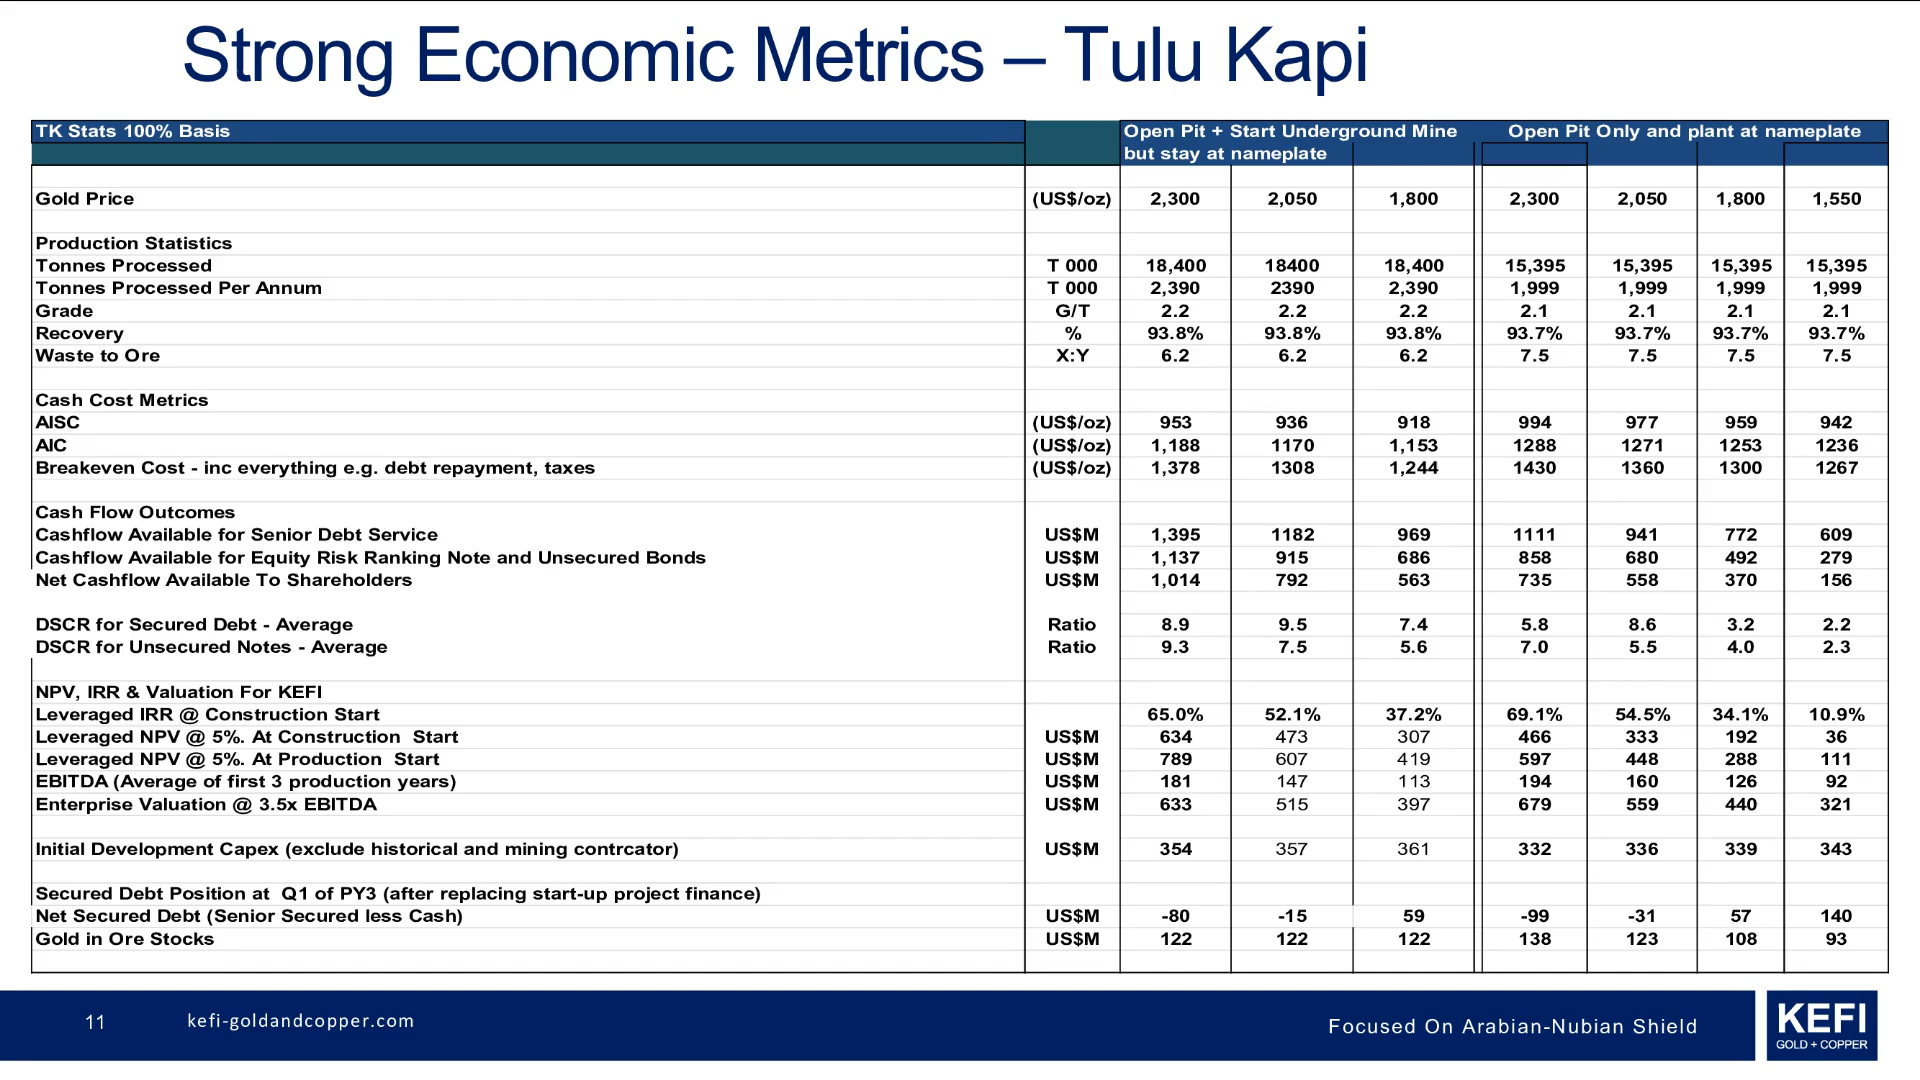 Strong Economic Metrics – Tulu Kapi
TK Stats 100% Basis Open Pit + Start Underground Mine Open Pit Only and plant at nameplate
but stay at nameplate
Gold Price (US$/oz) 2,300 2,050 1,800 2,300 2,050 1,800 1,550
Production Statistics
Tonnes Processed T 000 18,400 18400 18,400 15,395 15,395 15,395 15,395
Tonnes Processed Per Annum T 000 2,390 2390 2,390 1,999 1,999 1,999 1,999
Grade G/T 2.2 2.2 2.2 2.1 2.1 2.1 2.1
Recovery % 93.8% 93.8% 93.8% 93.7% 93.7% 93.7% 93.7%
Waste to Ore X:Y 6.2 6.2 6.2 7.5 7.5 7.5 7.5
Cash Cost Metrics
AISC (US$/oz) 953 936 918 994 977 959 942
AIC (US$/oz) 1,188 1170 1,153 1288 1271 1253 1236
Breakeven Cost - inc everything e.g. debt repayment, taxes (US$/oz) 1,378 1308 1,244 1430 1360 1300 1267
Cash Flow Outcomes
Cashflow Available for Senior Debt Service US$M 1,395 1182 969 1111 941 772 609
Cashflow Available for Equity Risk Ranking Note and Unsecured Bonds US$M 1,137 915 686 858 680 492 279
Net Cashflow Available To Shareholders US$M 1,014 792 563 735 558 370 156
DSCR for Secured Debt - Average Ratio 8.9 9.5 7.4 5.8 8.6 3.2 2.2
DSCR for Unsecured Notes - Average Ratio 9.3 7.5 5.6 7.0 5.5 4.0 2.3
NPV, IRR & Valuation For KEFI
Leveraged IRR @ Construction Start 65.0% 52.1% 37.2% 69.1% 54.5% 34.1% 10.9%
Leveraged NPV @ 5%. At Construction Start US$M 634 473 307 466 333 192 36
Leveraged NPV @ 5%. At Production Start US$M 789 607 419 597 448 288 111
EBITDA (Average of first 3 production years) US$M 181 147 113 194 160 126 92
Enterprise Valuation @ 3.5x EBITDA US$M 633 515 397 679 559 440 321
Initial Development Capex (exclude historical and mining contrcator) US$M 354 357 361 332 336 339 343
Secured Debt Position at Q1 of PY3 (after replacing start-up project finance)
Net Secured Debt (Senior Secured less Cash) US$M -80 -15 59 -99 -31 57 140
Gold in Ore Stocks US$M 122 122 122 138 123 108 93
11 kefi-goldandcopper.com Focused On Arabian-Nubian Shield KEFI
GOLD + COPPER